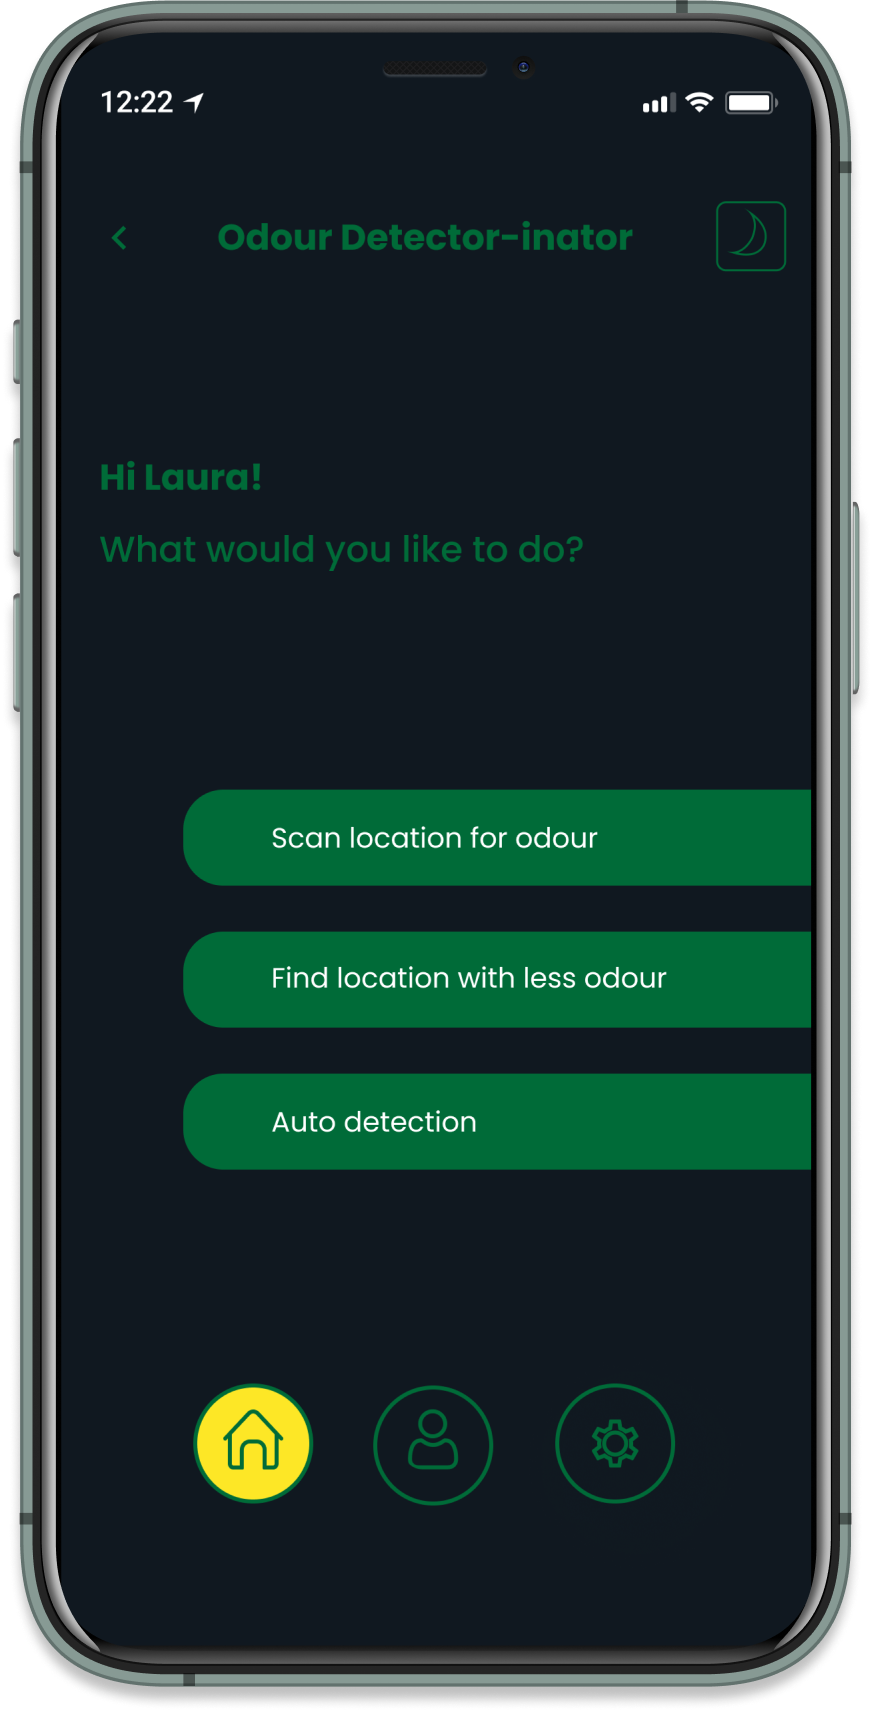 12:22
Odour Detector-inator
Hi Laura!
What would you like to do?
Scan location for odour
Find location with less odour
Auto detection